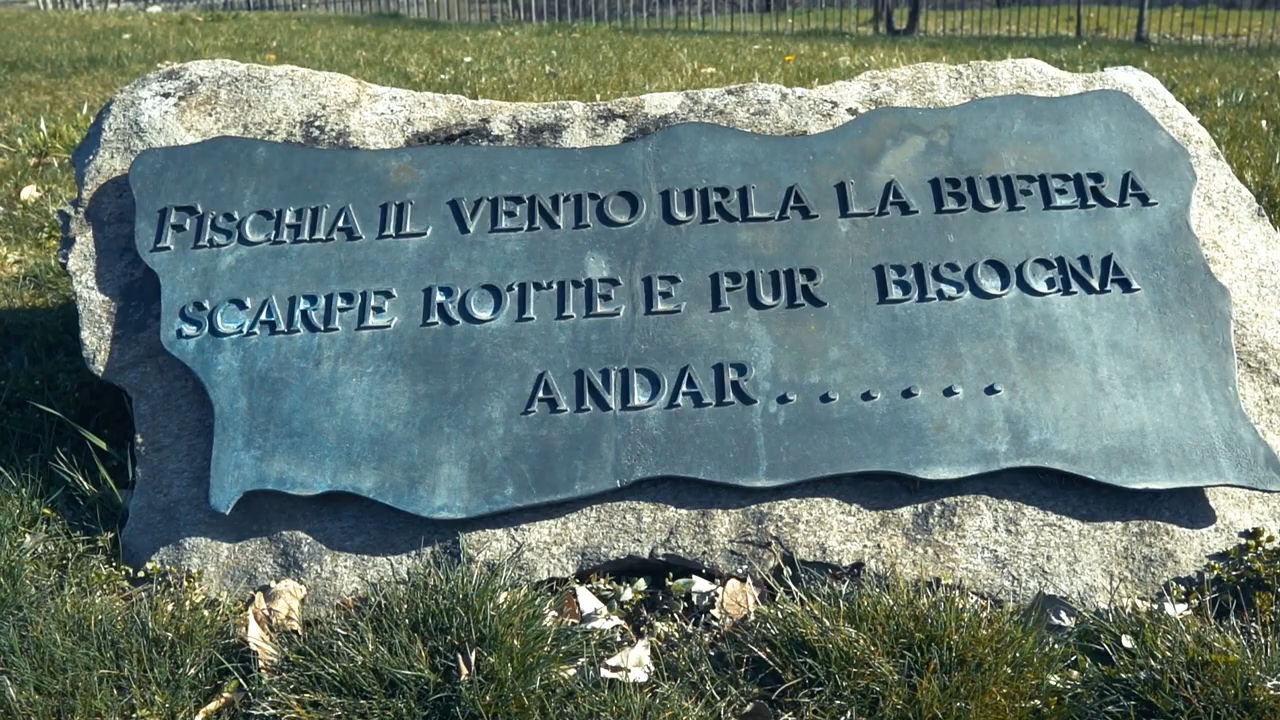 FISCHIA IL VENTO URLA LA BUFERA
SCARPE ROTTE E PUR BISOGNA
ANDAR.......